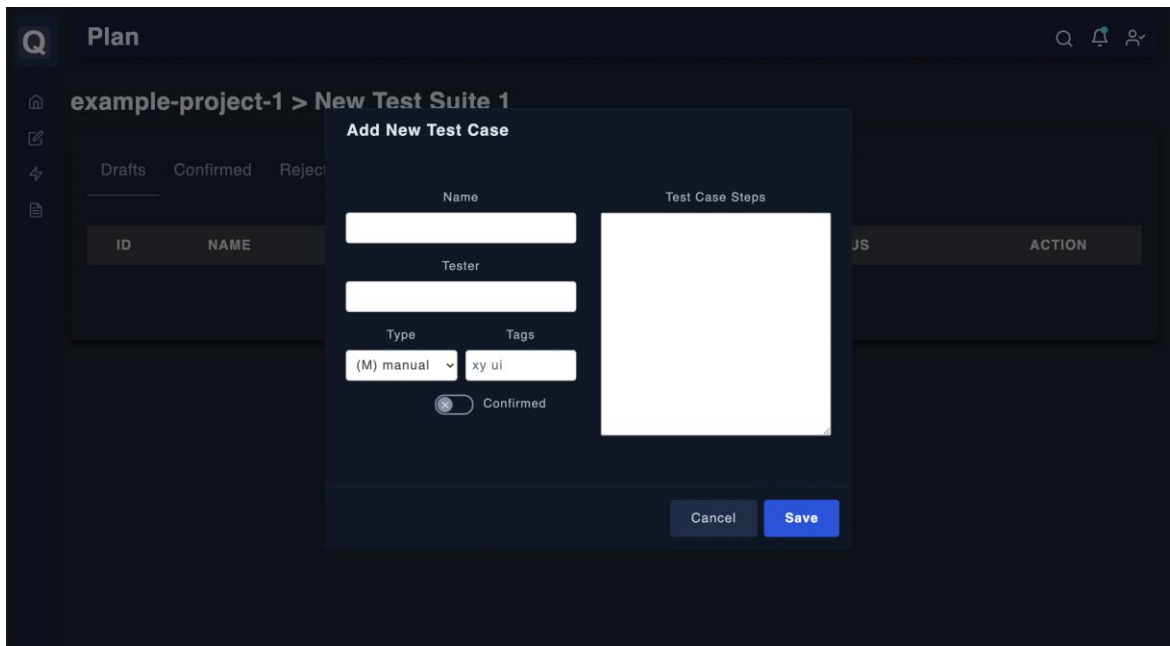 Q
Plan
example-project-1 > New Test Suite 1
Add New Test Case
Drafts Confirmed Reject
Name
Test Case Steps
ID NAME US ACTION
Tester
Type Tags
(M) manual xy ui
Confirmed
Cancel Save